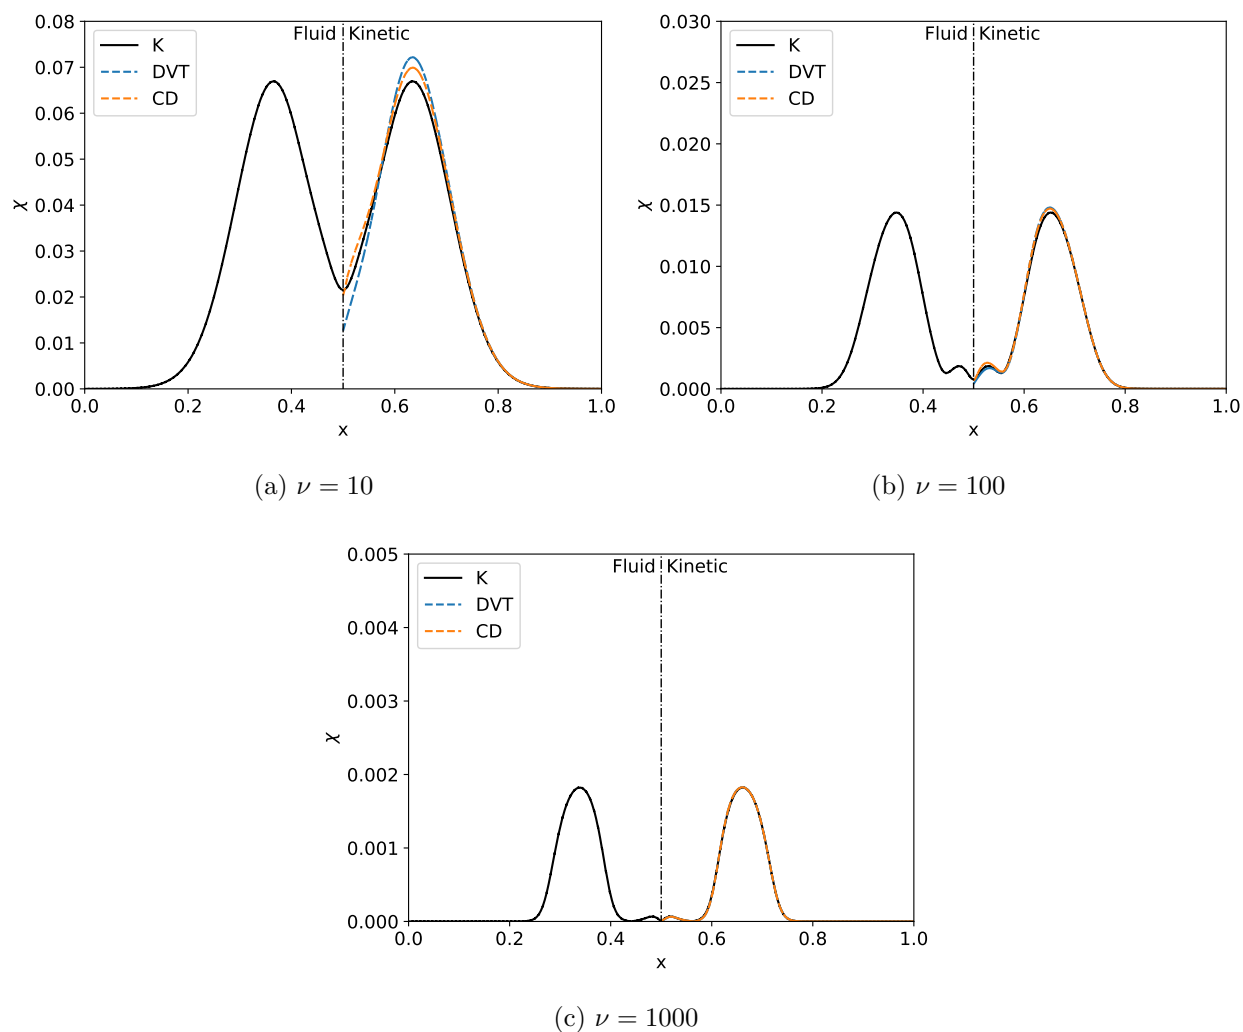 0.08
0.07
0.06
0.05
0.04
0.03
0.02
0.01
0.00
χ
K
DVT
CD
Fluid Kinetic
0.0 0.2 0.4 0.6 0.8 1.0
x
(a) ν = 10
0.030
0.025
0.020
0.015
0.010
0.005
0.000
χ
K
DVT
CD
Fluid Kinetic
0.0 0.2 0.4 0.6 0.8 1.0
x
(b) ν = 100
0.005
0.004
0.003
0.002
0.001
0.000
χ
K
DVT
CD
Fluid Kinetic
0.0 0.2 0.4 0.6 0.8 1.0
x
(c) ν = 1000